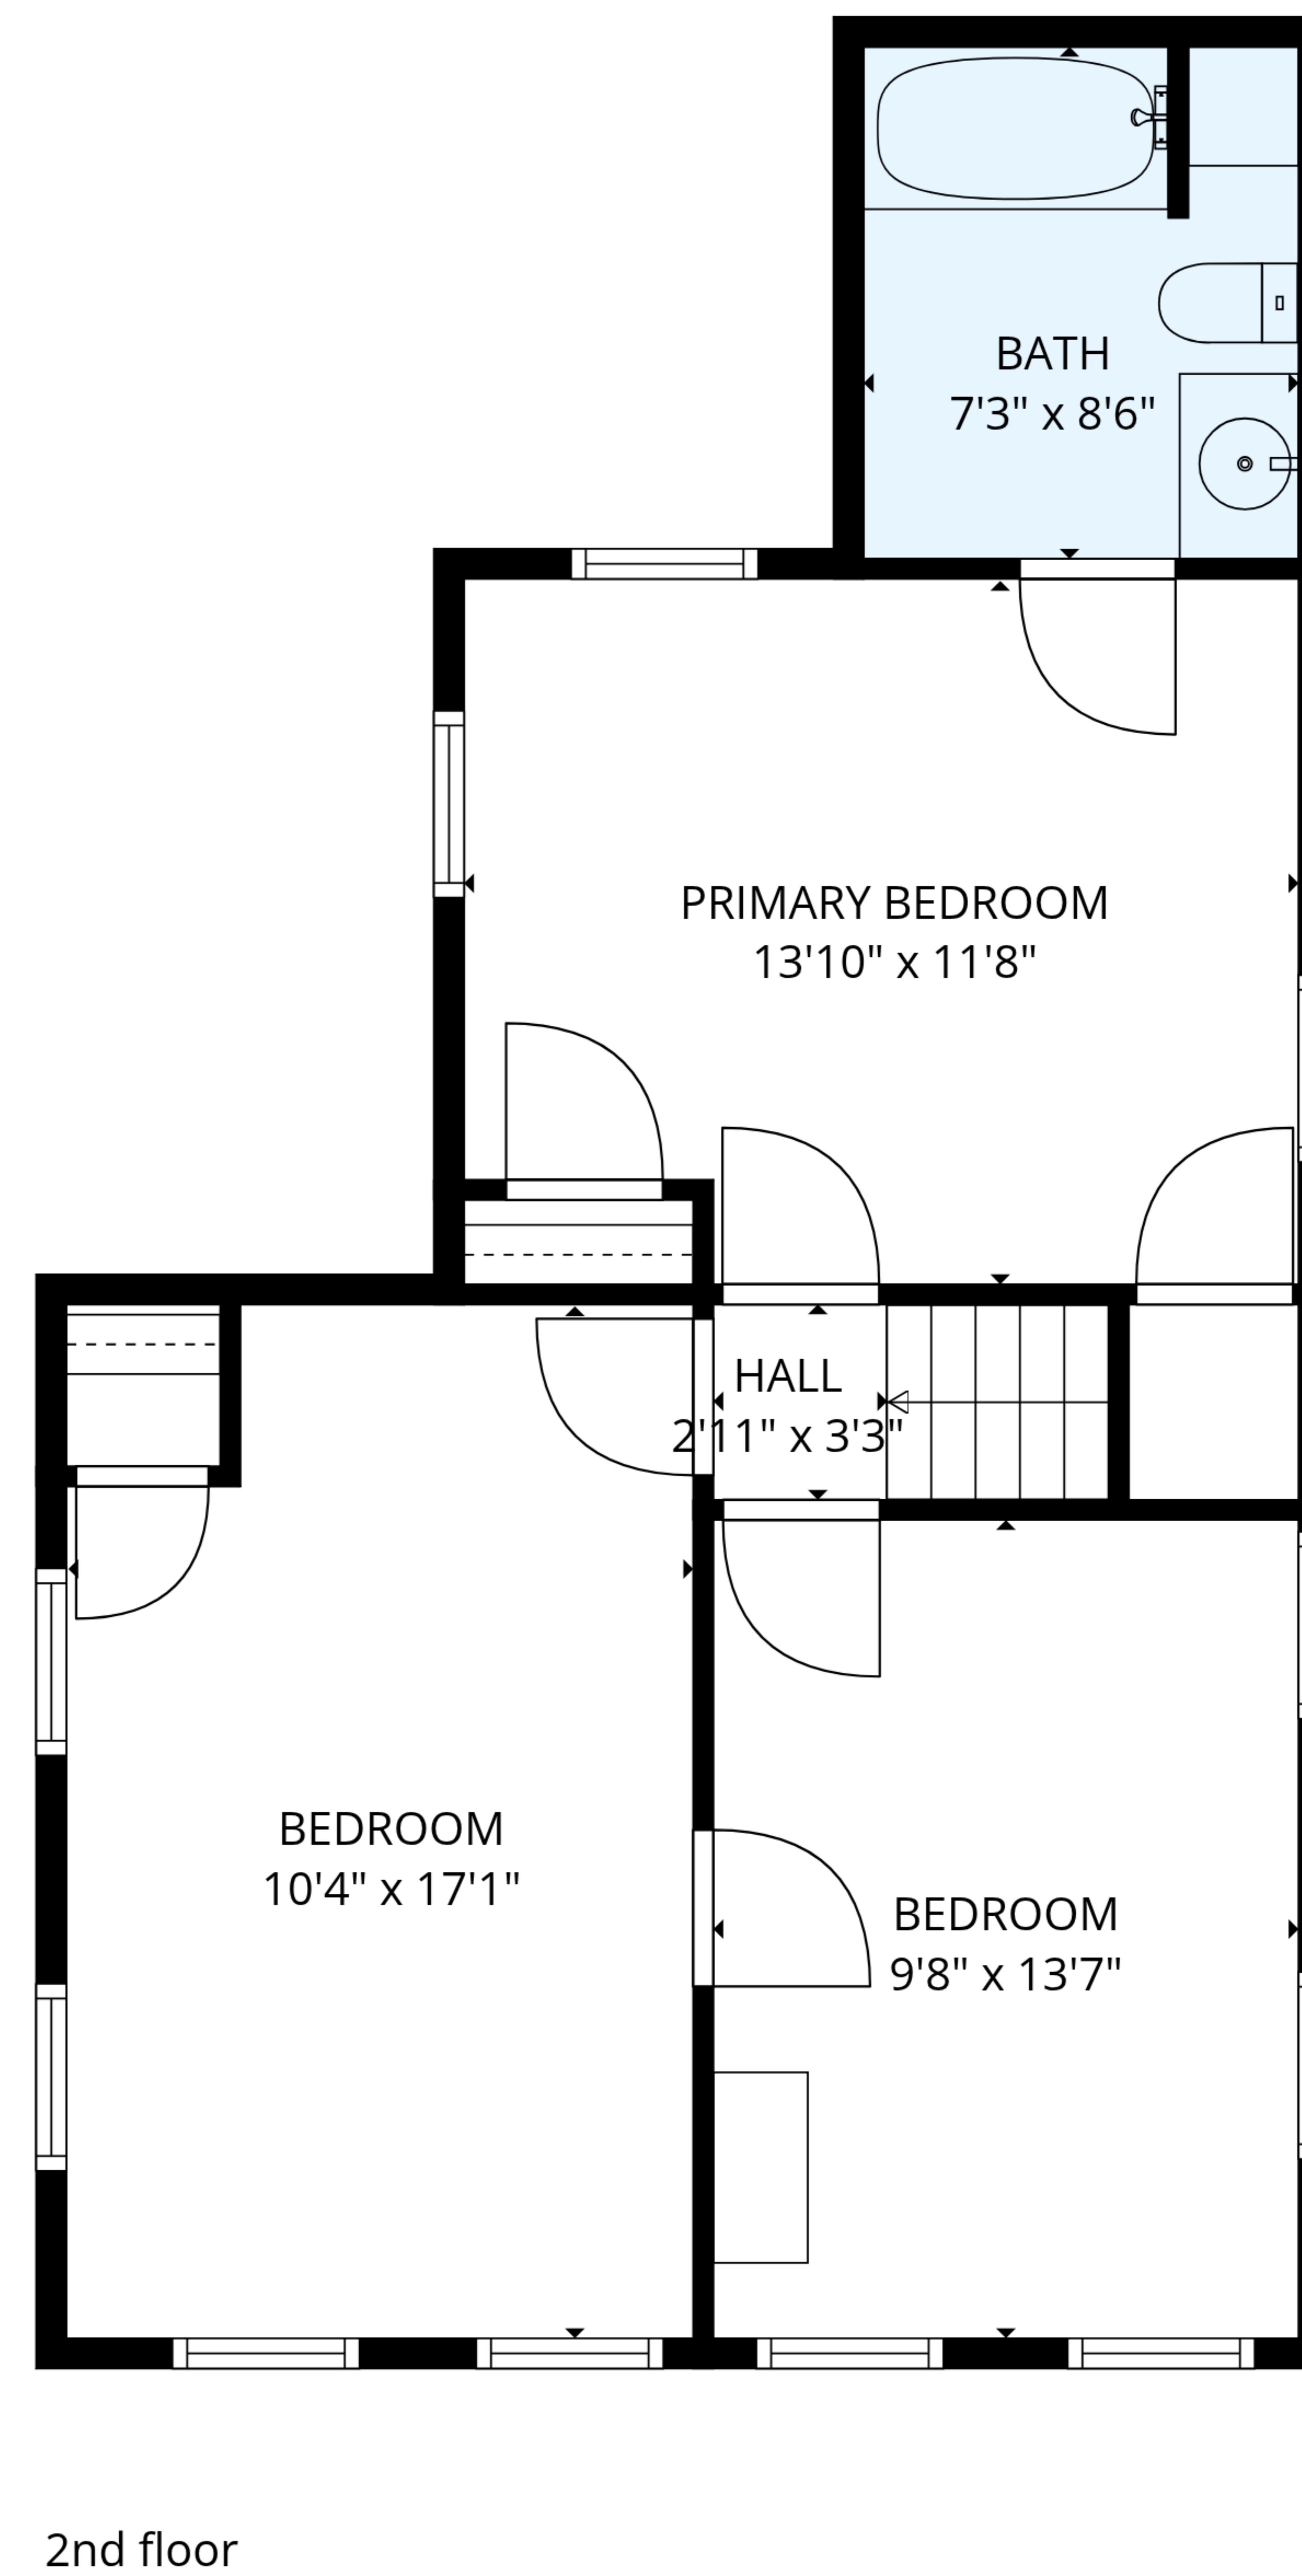 BATH
7'3" x 8'6"
PRIMARY BEDROOM
13'10" x 11'8"
HALL
2'11" x 3'3"
BEDROOM
10'4" x 17'1"
BEDROOM
9'8" x 13'7"
2nd floor